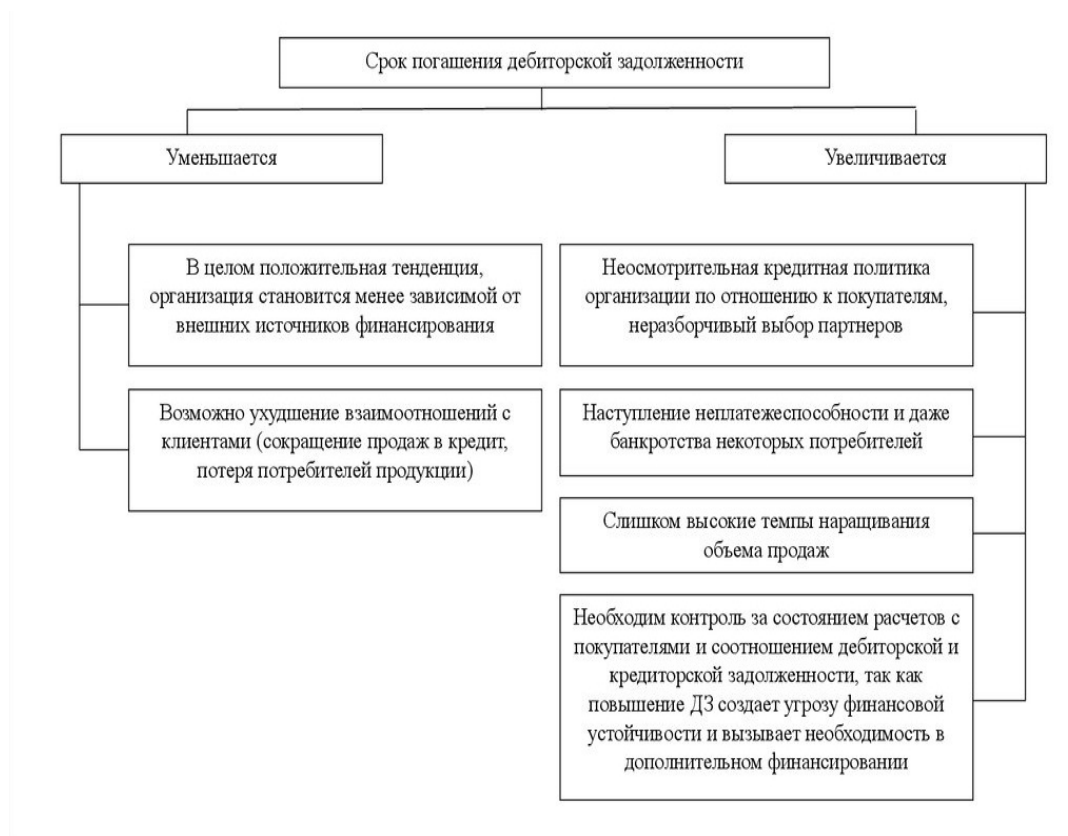 Срок погашения дебиторской задолженности
Уменьшается
Увеличивается
В целом положительная тенденция,
организация становится менее зависимой от
внешних источников финансирования
Возможно ухудшение взаимоотношений с
клиентами (сокращение продаж в кредит,
потеря потребителей продукции)
Неосмотрительная кредитная политика
организации по отношению к покупателям,
неразборчивый выбор партнеров
Наступление неплатежеспособности и даже
банкротства некоторых потребителей
Слишком высокие темпы наращивания
объема продаж
Необходим контроль за состоянием расчетов с
покупателями и соотношением дебиторской и
кредиторской задолженности, так как
повышение ДЗ создает угрозу финансовой
устойчивости и вызывает необходимость в
дополнительном финансировании